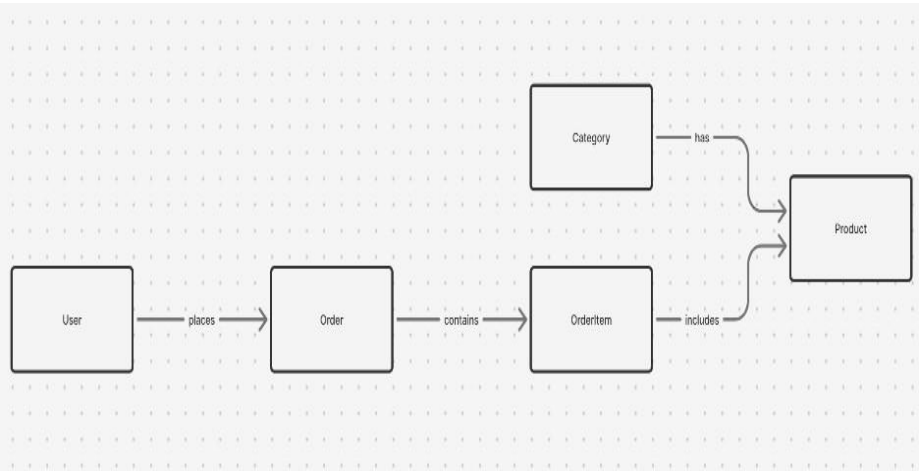 Category
has
Product
User
places
Order
contains
OrderItem
includes